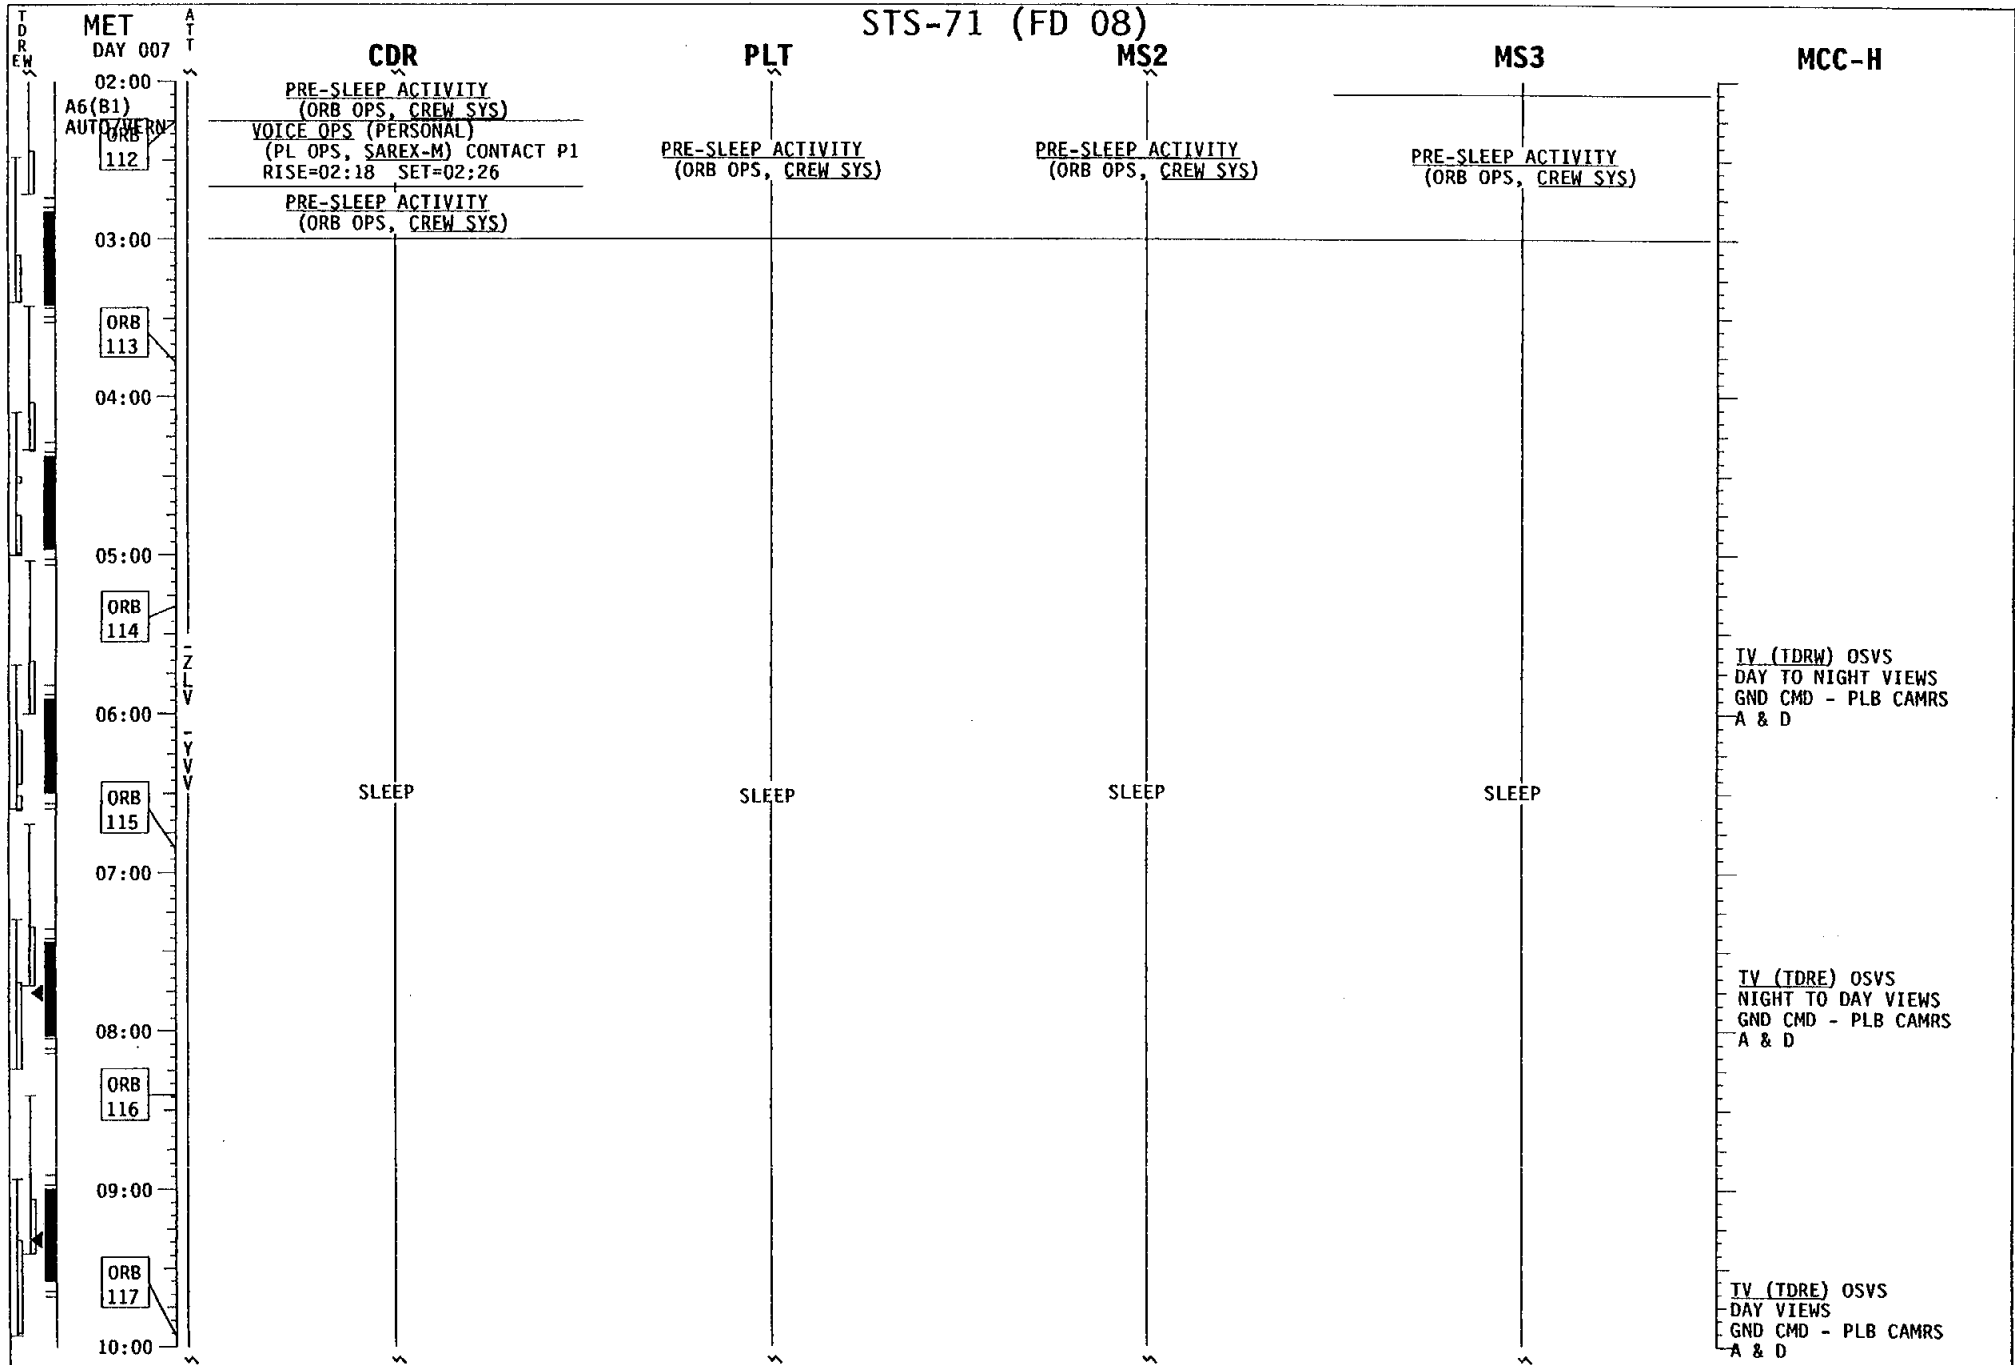 STS-71 (FD 08)
T
D
R
E W
MET
DAY 007
A
T
T
CDR
PLT
MS2
MS3
MCC-H
02:00
A6(B1)
AUTO/VERN
ORB
112
PRE-SLEEP ACTIVITY
(ORB OPS, CREW SYS)
VOICE OPS (PERSONAL)
(PL OPS, SAREX-M) CONTACT P1
RISE=02:18 SET=02:26
PRE-SLEEP ACTIVITY
(ORB OPS, CREW SYS)
PRE-SLEEP ACTIVITY
(ORB OPS, CREW SYS)
PRE-SLEEP ACTIVITY
(ORB OPS, CREW SYS)
PRE-SLEEP ACTIVITY
(ORB OPS, CREW SYS)
03:00
ORB
113
04:00
05:00
ORB
114
-
Z
L
V
-
Y
V
V
TV (TDRW) OSVS
DAY TO NIGHT VIEWS
GND CMD - PLB CAMRS
A & D
06:00
ORB
115
SLEEP
SLEEP
SLEEP
SLEEP
07:00
TV (TDRE) OSVS
NIGHT TO DAY VIEWS
GND CMD - PLB CAMRS
A & D
08:00
ORB
116
09:00
ORB
117
TV (TDRE) OSVS
DAY VIEWS
GND CMD - PLB CAMRS
A & D
10:00